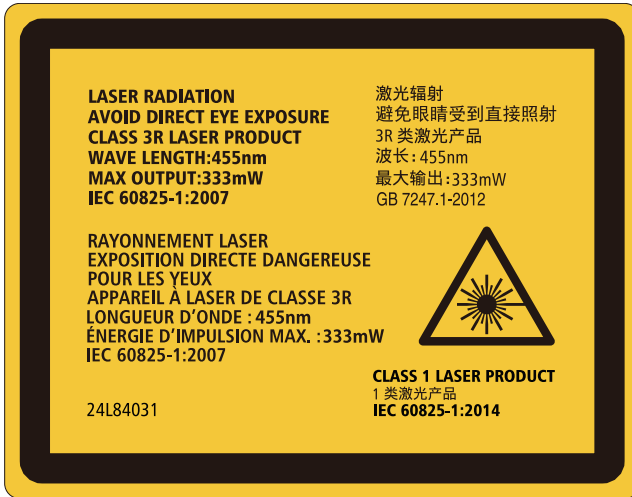 LASER RADIATION
AVOID DIRECT EYE EXPOSURE
CLASS 3R LASER PRODUCT
WAVE LENGTH:455nm
MAX OUTPUT:333mW
IEC 60825-1:2007
激光辐射
避免眼睛受到直接照射
3R 类激光产品
波长:455nm
最大输出:333mW
GB 7247.1-2012
RAYONNEMENT LASER
EXPOSITION DIRECTE DANGEREUSE
POUR LES YEUX
APPAREIL À LASER DE CLASSE 3R
LONGUEUR D'ONDE : 455nm
ÉNERGIE D'IMPULSION MAX. :333mW
IEC 60825-1:2007
24L84031
CLASS 1 LASER PRODUCT
1 类激光产品
IEC 60825-1:2014